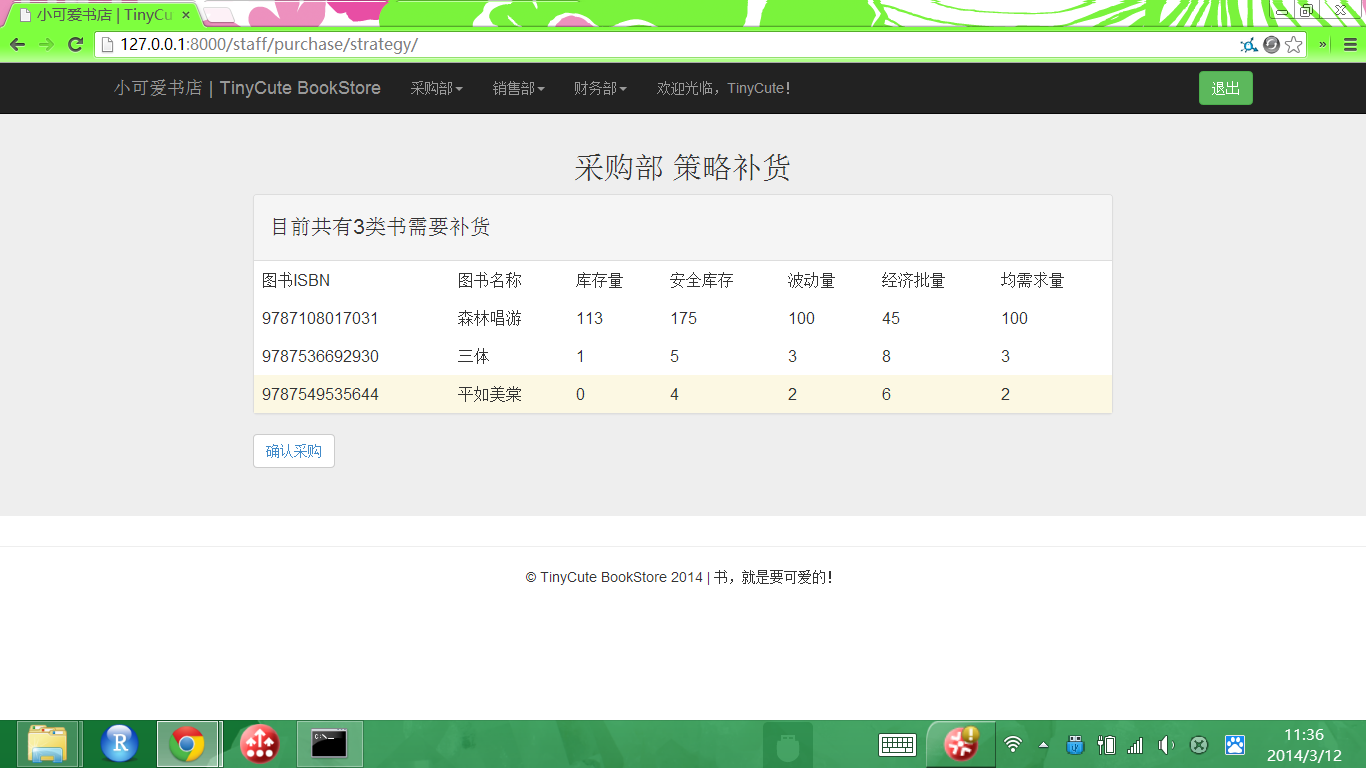 小可爱书店 | TinyCu
127.0.0.1:8000/staff/purchase/strategy/
小可爱书店 | TinyCute BookStore 采购部 销售部 财务部 欢迎光临，TinyCute! 退出
采购部 策略补货
目前共有3类书需要补货
图书ISBN 图书名称 库存量 安全库存 波动量 经济批量 均需求量
9787108017031 森林唱游 113 175 100 45 100
9787536692930 三体 1 5 3 8 3
9787549535644 平如美棠 0 4 2 6 2
确认采购
© TinyCute BookStore 2014 | 书，就是要可爱的!
11:36
2014/3/12